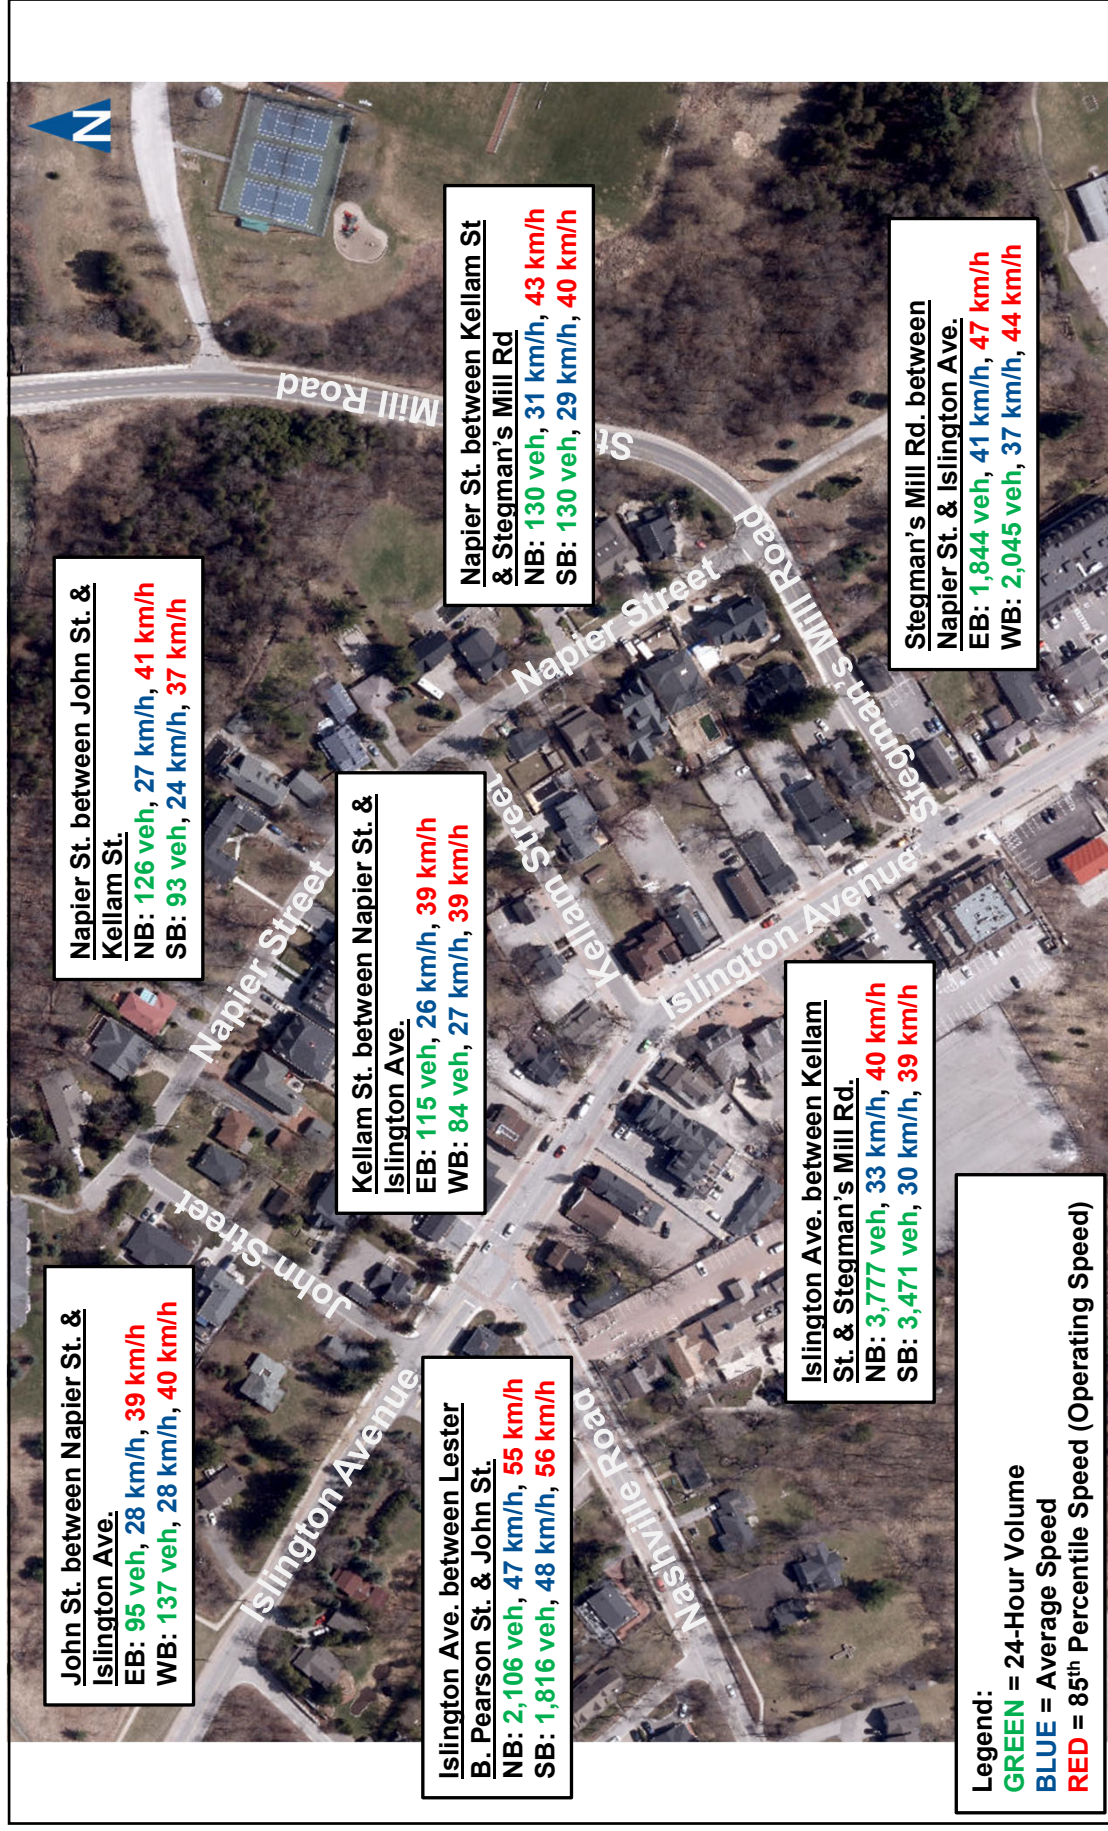 N
John St. between Napier St. &
Islington Ave.
EB: 95 veh, 28 km/h, 39 km/h
WB: 137 veh, 28 km/h, 40 km/h
Napier St. between John St. &
Kellam St.
NB: 126 veh, 27 km/h, 41 km/h
SB: 93 veh, 24 km/h, 37 km/h
Kellam St. between Napier St. &
Islington Ave.
EB: 115 veh, 26 km/h, 39 km/h
WB: 84 veh, 27 km/h, 39 km/h
Napier St. between Kellam St
& Stegman's Mill Rd
NB: 130 veh, 31 km/h, 43 km/h
SB: 130 veh, 29 km/h, 40 km/h
Islington Ave. between Lester
B. Pearson St. & John St.
NB: 2,106 veh, 47 km/h, 55 km/h
SB: 1,816 veh, 48 km/h, 56 km/h
Islington Ave. between Kellam
St. & Stegman's Mill Rd.
NB: 3,777 veh, 33 km/h, 40 km/h
SB: 3,471 veh, 30 km/h, 39 km/h
Stegman's Mill Rd. between
Napier St. & Islington Ave.
EB: 1,844 veh, 41 km/h, 47 km/h
WB: 2,045 veh, 37 km/h, 44 km/h
Islington Avenue
John Street
Napier Street
Nashville Road
Kellam Street
Napier Street
Islington Avenue
Stegman's Mill Road
St
Mill Road
Legend:
GREEN = 24-Hour Volume
BLUE = Average Speed
RED = 85th Percentile Speed (Operating Speed)